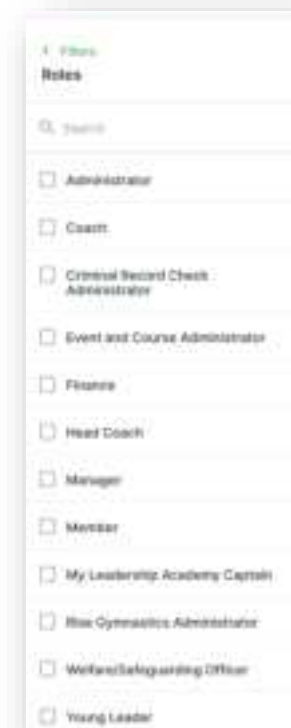 Filters
Roles
Search
Administrator
Coach
Criminal Record Check
Administrator
Event and Course Administrator
Finance
Head Coach
Manager
Member
My Leadership Academy Captain
Rise Gymnastics Administrator
Welfare/Safeguarding Officer
Young Leader